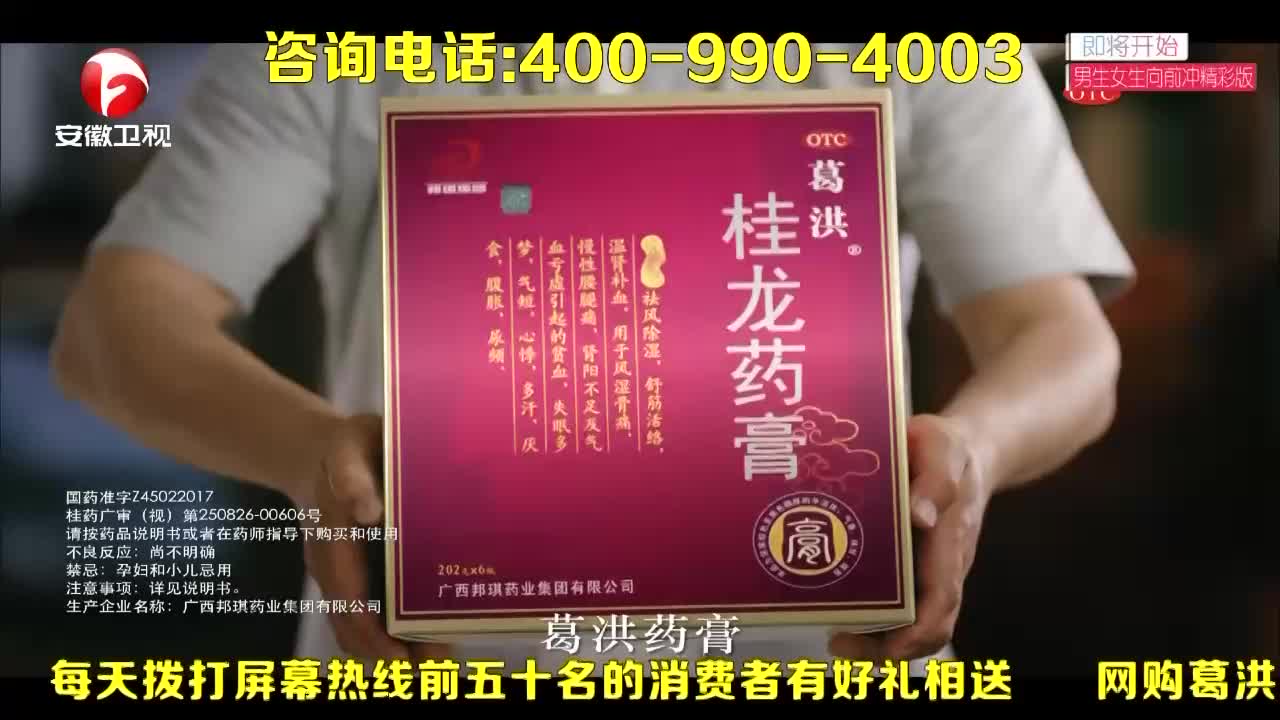 咨询电话:400-990-4003
即将开始
男生女生向前冲精彩版
OTC
安徽卫视
OTC
葛洪®
桂龙药膏
祛风除湿，舒筋活络，
温肾补血。用于风湿骨痛，
慢性腰腿痛，肾阳不足及气
血亏虚引起的贫血，失眠多
梦，气短，心悸，多汗，厌
食，腹胀，尿频。
膏
202克x6瓶
广西邦琪药业集团有限公司
国药准字Z45022017
桂药广审（视）第250826-00606号
请按药品说明书或者在药师指导下购买和使用
不良反应：尚不明确
禁忌：孕妇和小儿忌用
注意事项：详见说明书。
生产企业名称：广西邦琪药业集团有限公司
葛洪药膏
每天拨打屏幕热线前五十名的消费者有好礼相送
网购葛洪